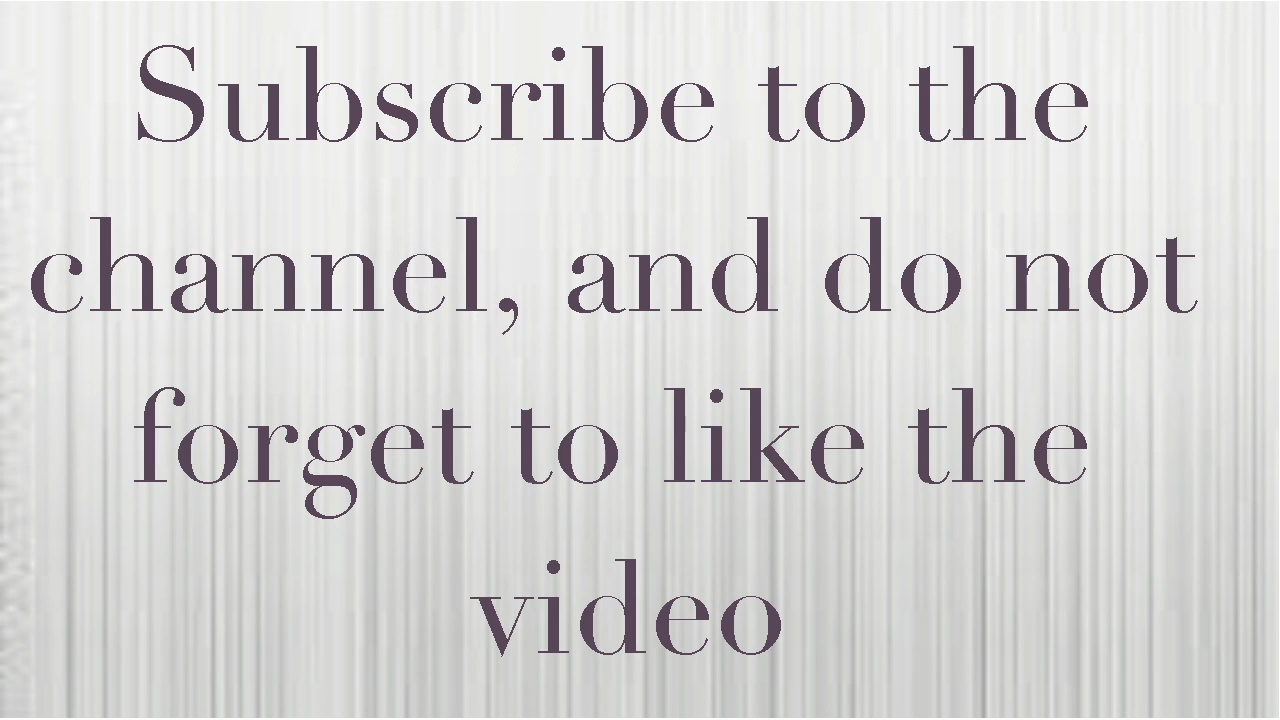 Subscribe to the
channel, and do not
forget to like the
video